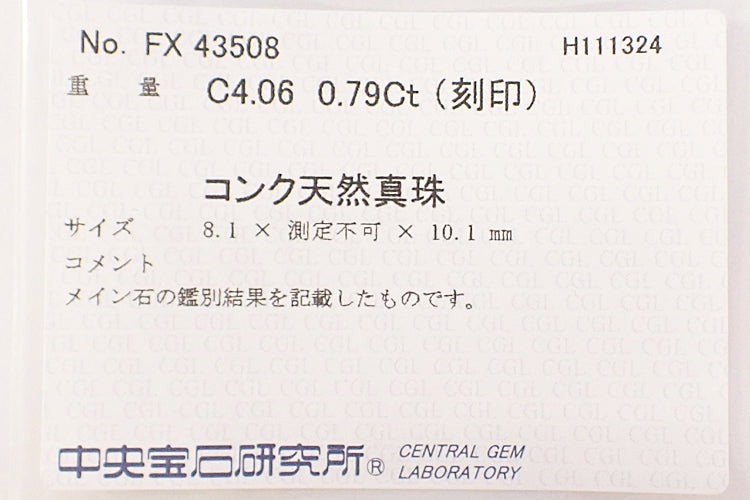 No. FX 43508 H111324
重 量 C4.06 0.79Ct (刻印)
コンク天然真珠
サイズ 8.1 × 測定不可 × 10.1 mm
コメント
メイン石の鑑別結果を記載したものです。
中央宝石研究所® CENTRAL GEM
LABORATORY